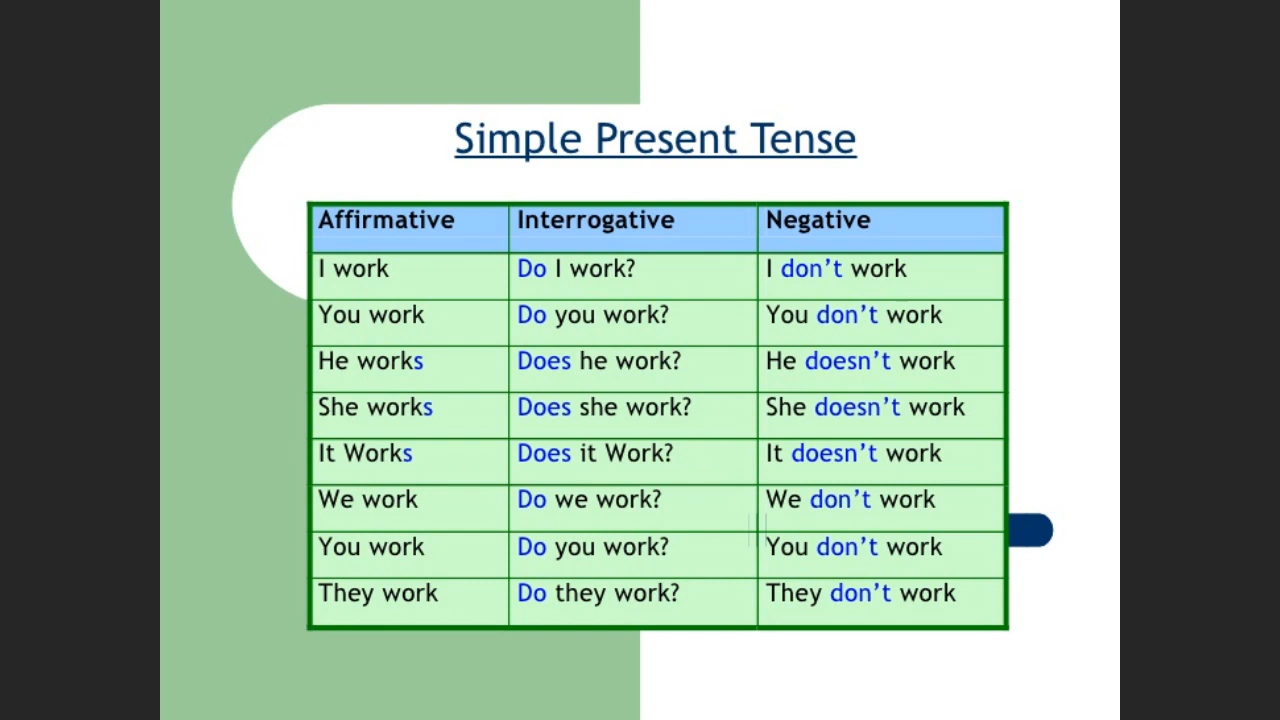 Simple Present Tense
Affirmative Interrogative Negative
I work Do I work? I don’t work
You work Do you work? You don’t work
He works Does he work? He doesn’t work
She works Does she work? She doesn’t work
It Works Does it Work? It doesn’t work
We work Do we work? We don’t work
You work Do you work? You don’t work
They work Do they work? They don’t work